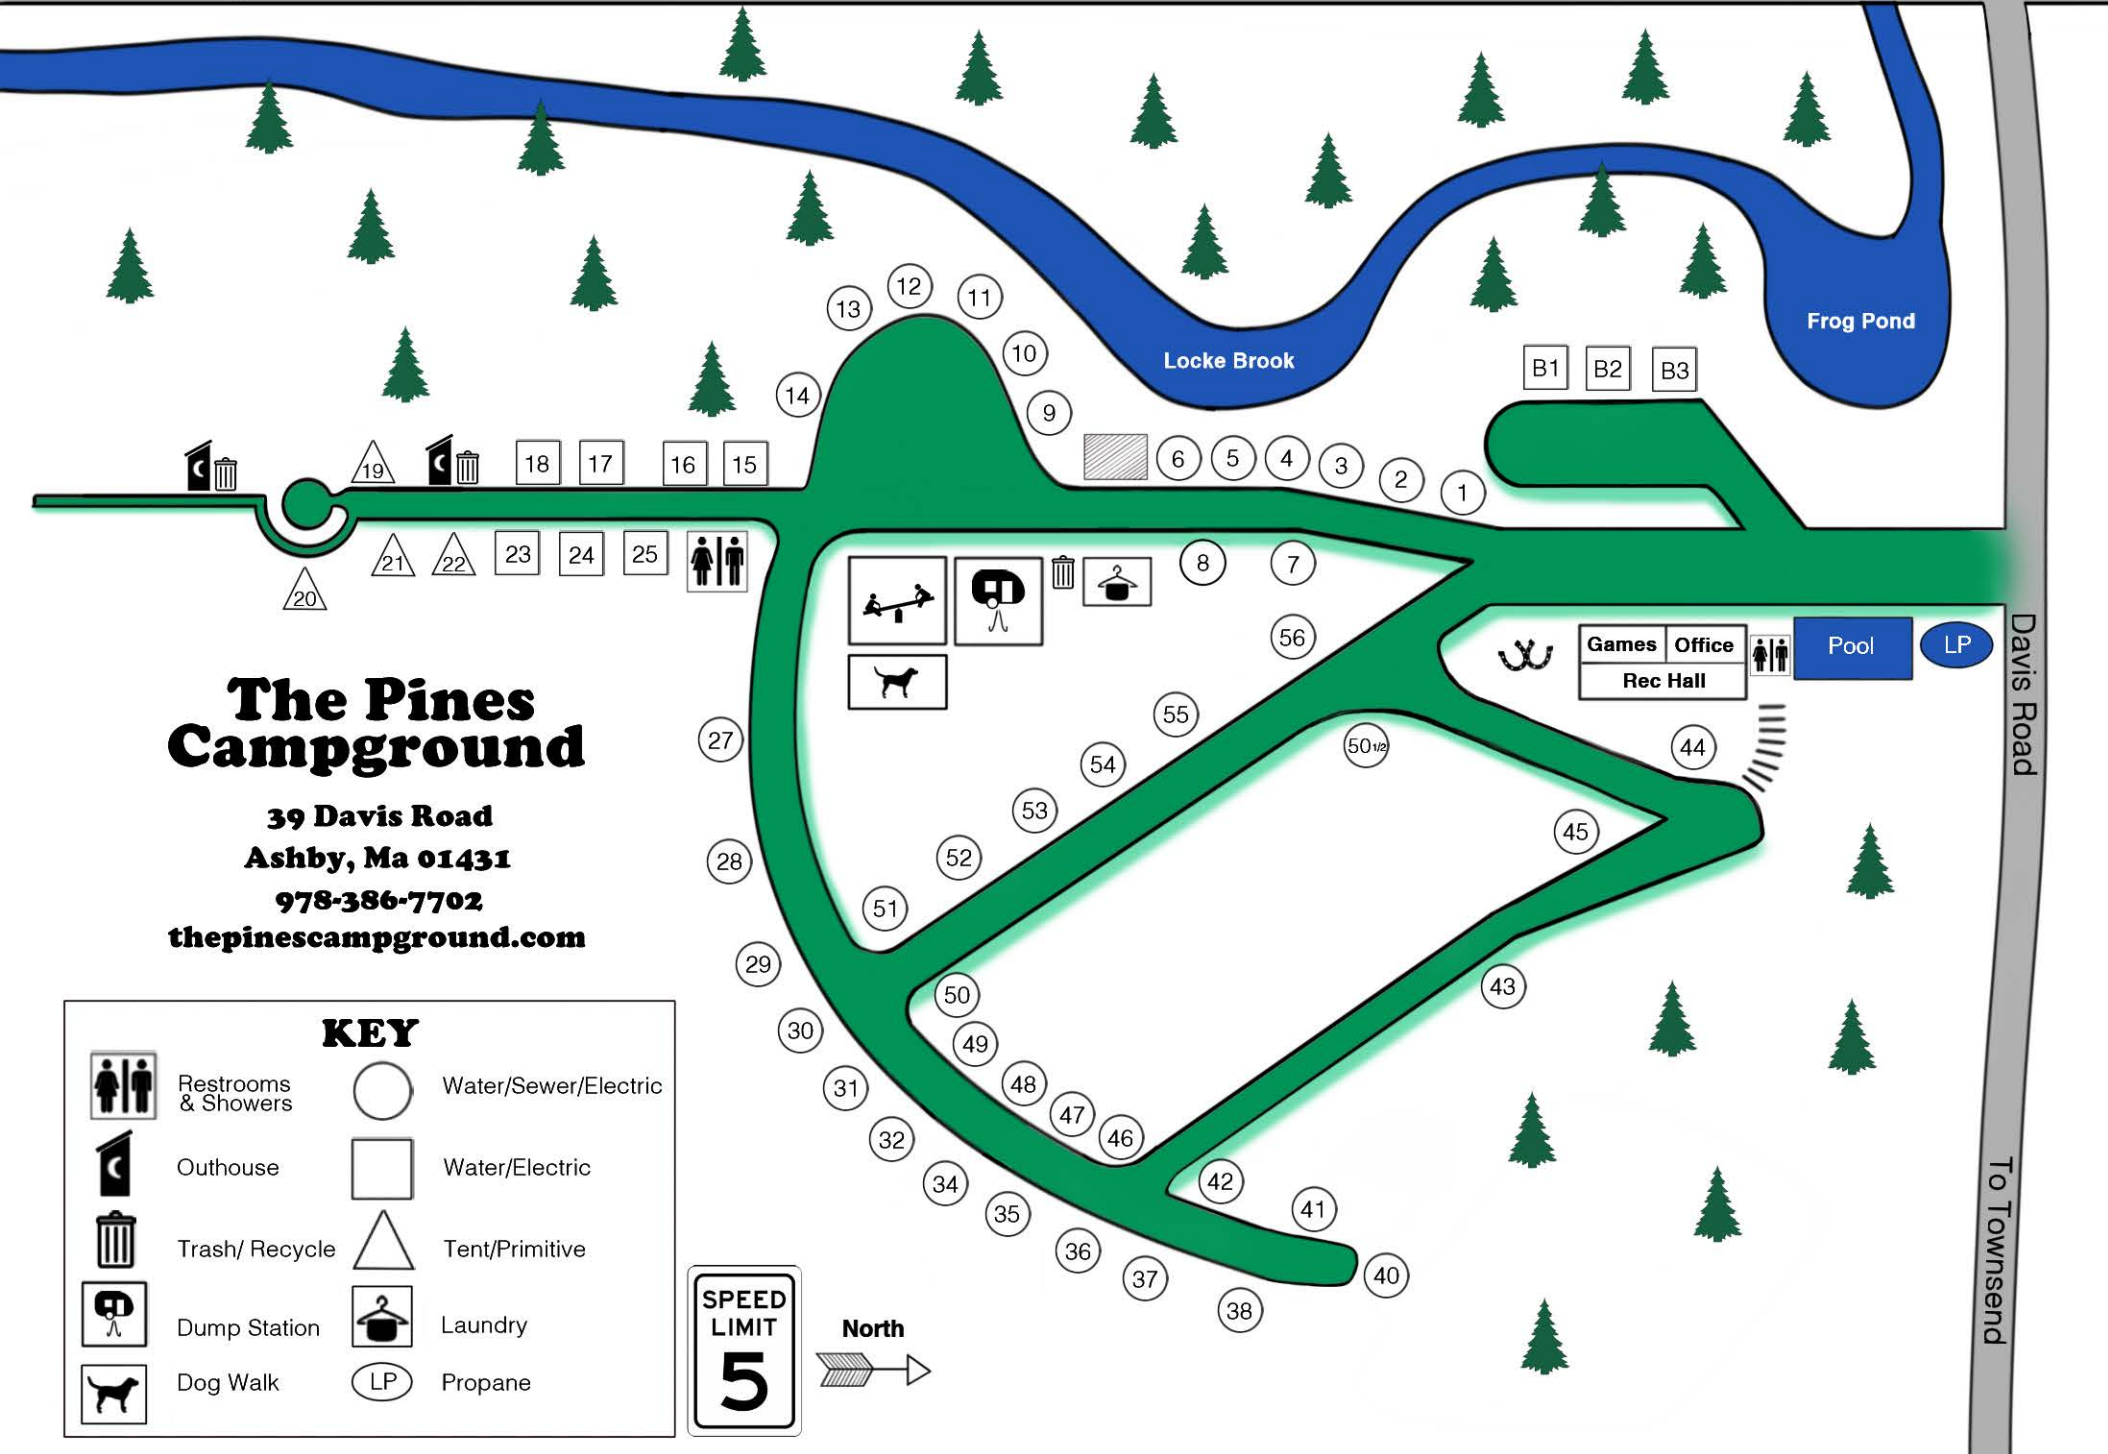 Locke Brook
Frog Pond
B1 B2 B3
13 12 11
14 10
9
19 18 17 16 15
6 5 4 3 2 1
21 22 23 24 25
20
8 7
56
Games Office
Rec Hall
Pool
LP
Davis Road
To Townsend
The Pines
Campground
39 Davis Road
Ashby, Ma 01431
978-386-7702
thepinescampground.com
27
28
29
30
31
32
34
35
36
37
38
40
41
42
43
44
45
46
47
48
49
50
50 1/2
51
52
53
54
55
KEY
Restrooms
& Showers
Water/Sewer/Electric
Outhouse
Water/Electric
Trash/ Recycle
Tent/Primitive
Dump Station
Laundry
Dog Walk
LP
Propane
SPEED
LIMIT
5
North